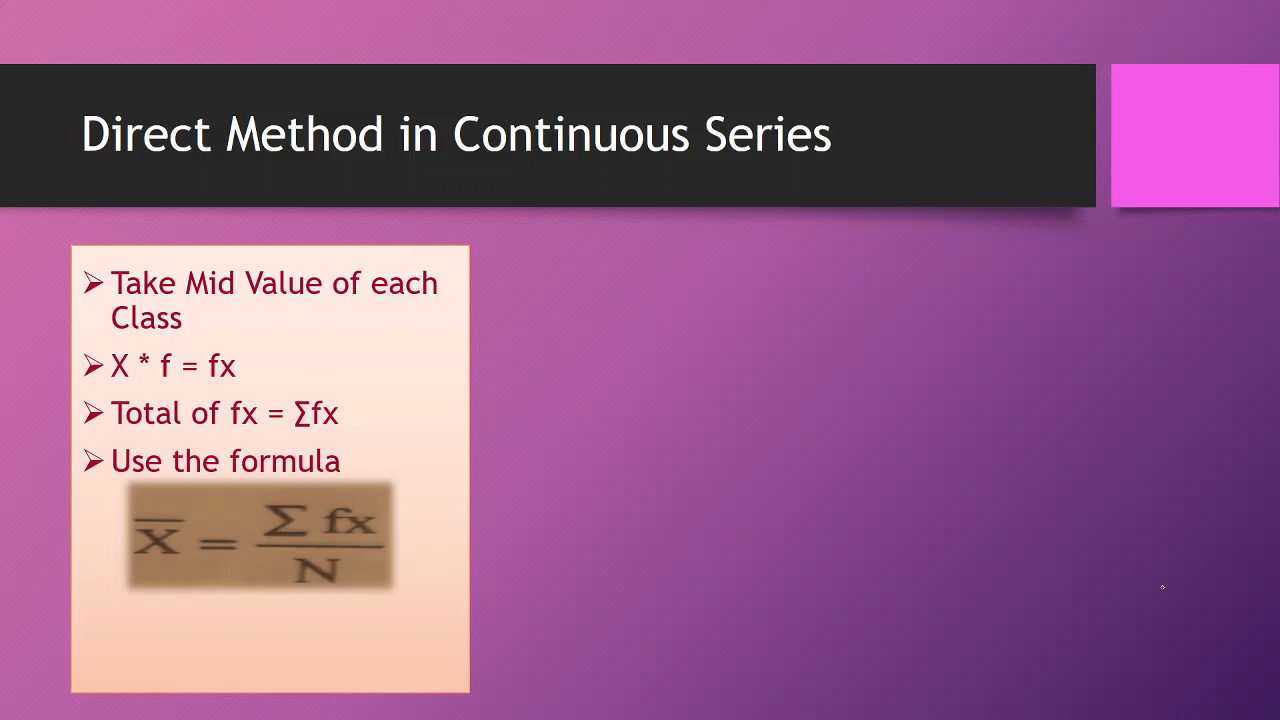 Direct Method in Continuous Series
➢ Take Mid Value of each
Class
➢ X * f = fx
➢ Total of fx = ∑fx
➢ Use the formula
X̅ = ∑ fx / N